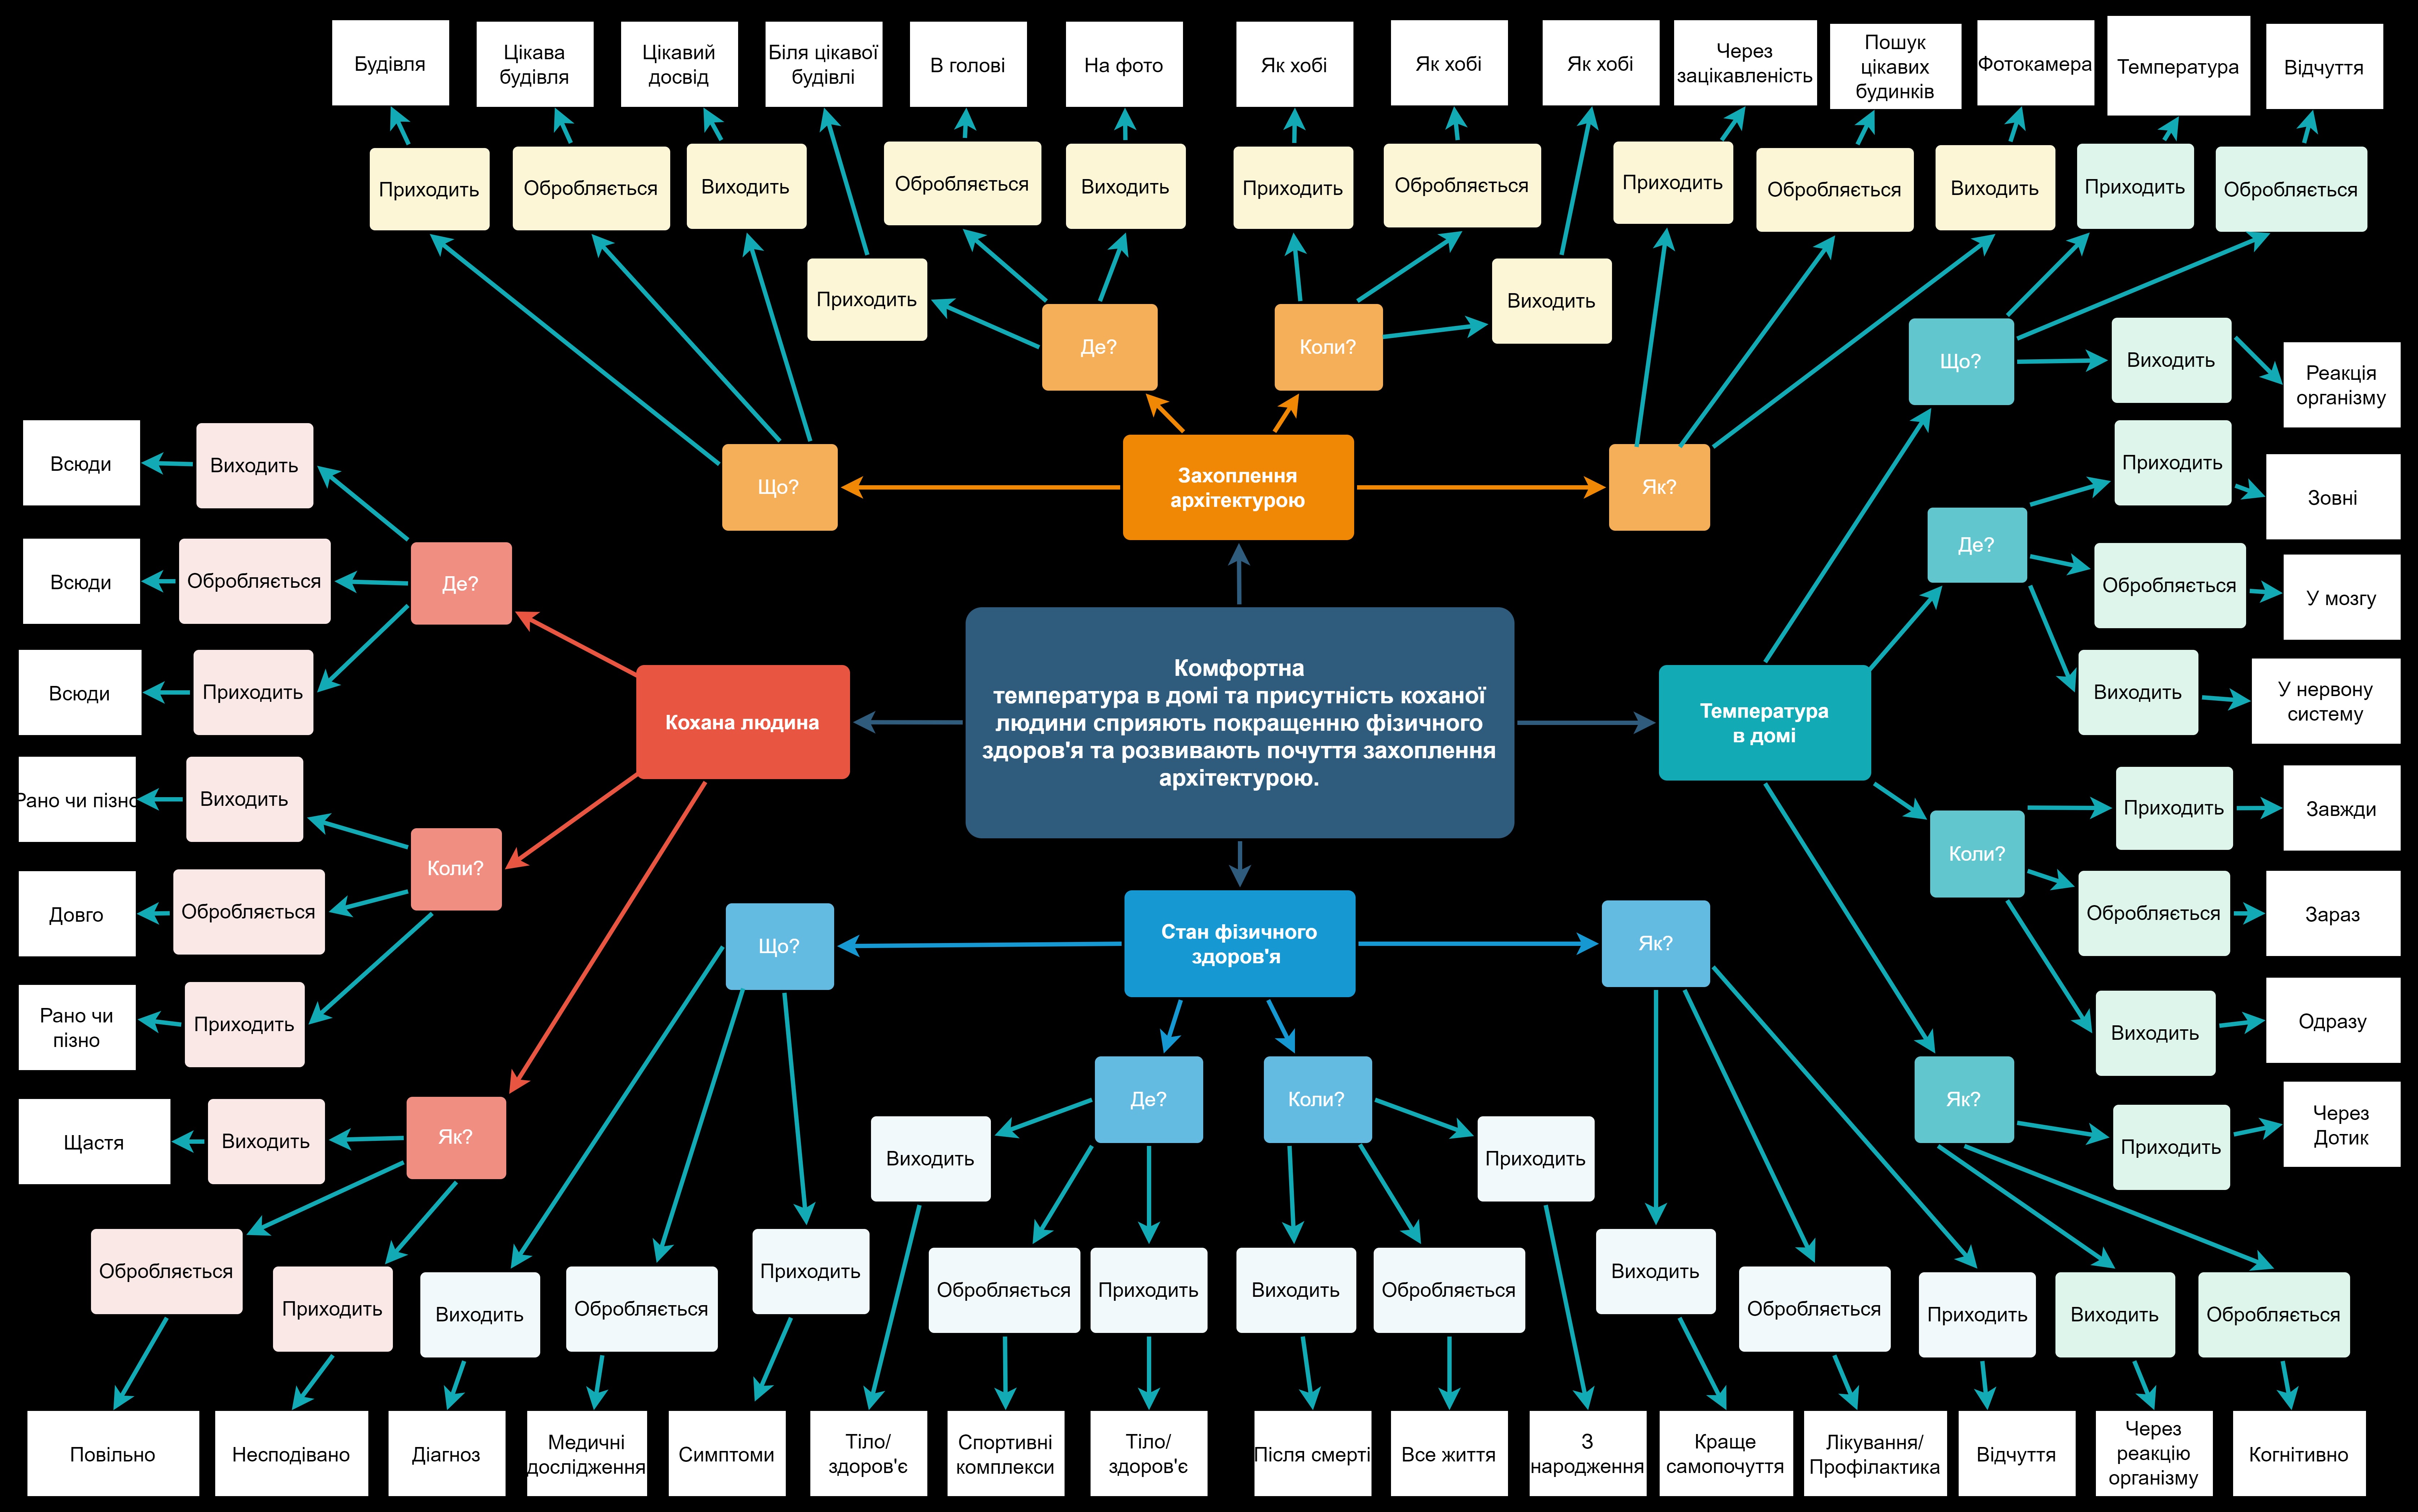 Будівля
Цікава
будівля
Цікавий
досвід
Біля цікавої
будівлі
В голові
На фото
Як хобі
Як хобі
Як хобі
Через
зацікавленість
Пошук
цікавих
будинків
Фотокамера
Температура
Відчуття
Приходить
Обробляється
Виходить
Обробляється
Виходить
Приходить
Обробляється
Приходить
Обробляється
Виходить
Приходить
Обробляється
Приходить
Виходить
Де?
Коли?
Що?
Виходить
Реакція
організму
Всюди
Виходить
Що?
Захоплення
архітектурою
Як?
Приходить
Зовні
Всюди
Обробляється
Де?
Де?
Обробляється
У мозгу
Всюди
Приходить
Кохана людина
Комфортна
температура в домі та присутність коханої
людини сприяють покращенню фізичного
здоров'я та розвивають почуття захоплення
архітектурою.
Температура
в домі
Виходить
У нервону
систему
Рано чи пізно
Виходить
Приходить
Завжди
Коли?
Коли?
Довго
Обробляється
Обробляється
Зараз
Що?
Стан фізичного
здоров'я
Як?
Рано чи
пізно
Приходить
Виходить
Одразу
Щастя
Виходить
Як?
Де?
Коли?
Як?
Приходить
Через
Дотик
Виходить
Приходить
Обробляється
Приходить
Виходить
Обробляється
Приходить
Обробляється
Приходить
Виходить
Обробляється
Виходить
Обробляється
Приходить
Виходить
Обробляється
Повільно
Несподівано
Діагноз
Медичні
дослідження
Симптоми
Тіло/
здоров'є
Спортивні
комплекси
Тіло/
здоров'є
Після смерті
Все життя
З
народження
Краще
самопочуття
Лікування/
Профілактика
Відчуття
Через
реакцію
організму
Когнітивно